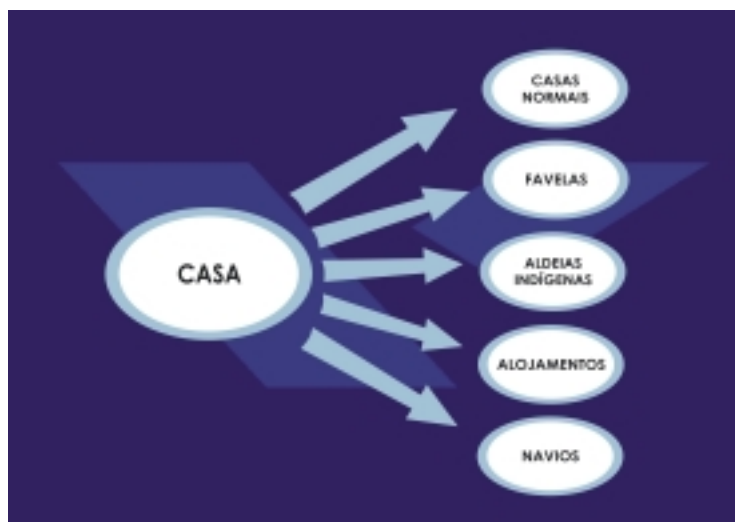 CASA
CASAS
NORMAIS
FAVELAS
ALDEIAS
INDÍGENAS
ALOJAMENTOS
NAVIOS